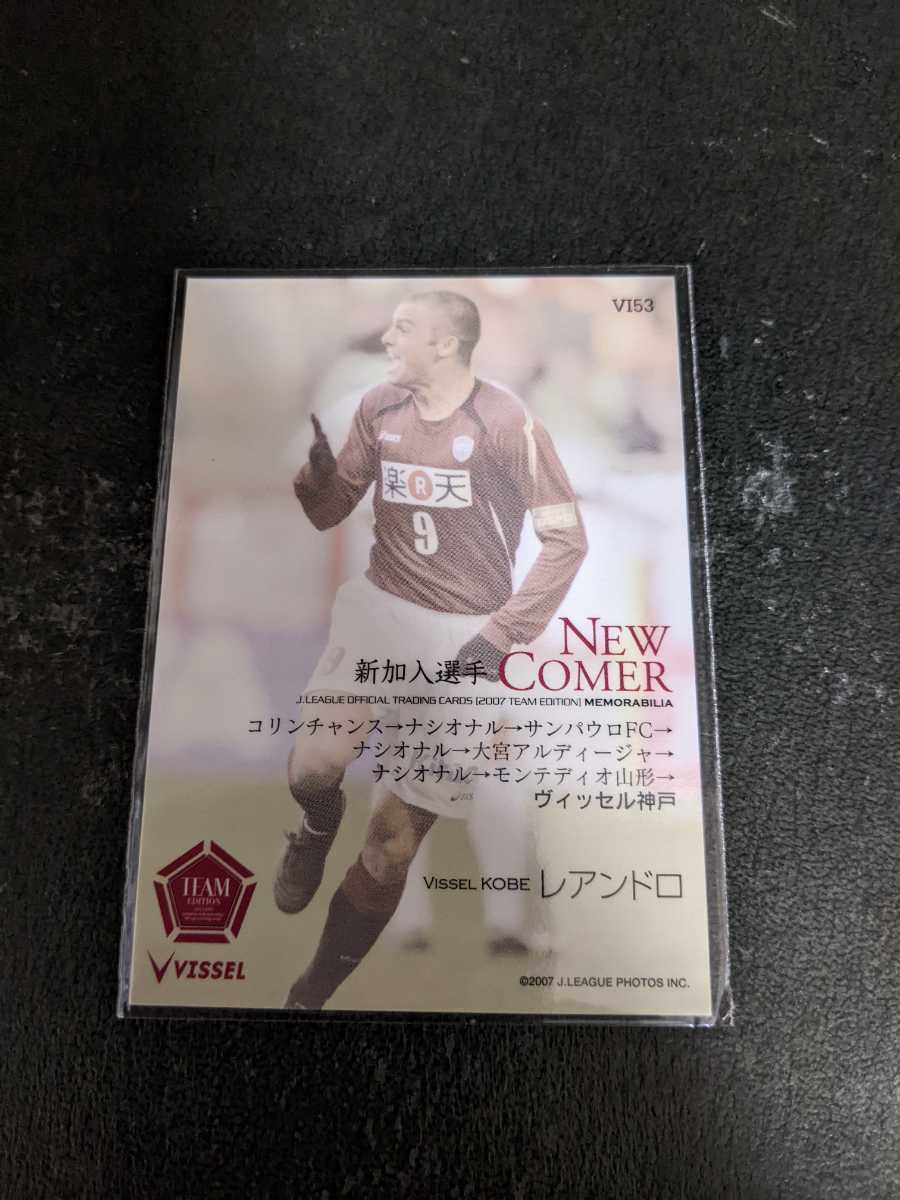 VI53
asics
楽R天
9
NEW
新加入選手 COMER
J.LEAGUE OFFICIAL TRADING CARDS [2007 TEAM EDITION] MEMORABILIA
コリンチャンス→ナシオナル→サンパウロFC→
ナシオナル→大宮アルディージャ→
ナシオナル→モンテディオ山形→
ヴィッセル神戸
VISSEL KOBE レアンドロ
TEAM
EDITION
VISSEL
©2007 J.LEAGUE PHOTOS INC.